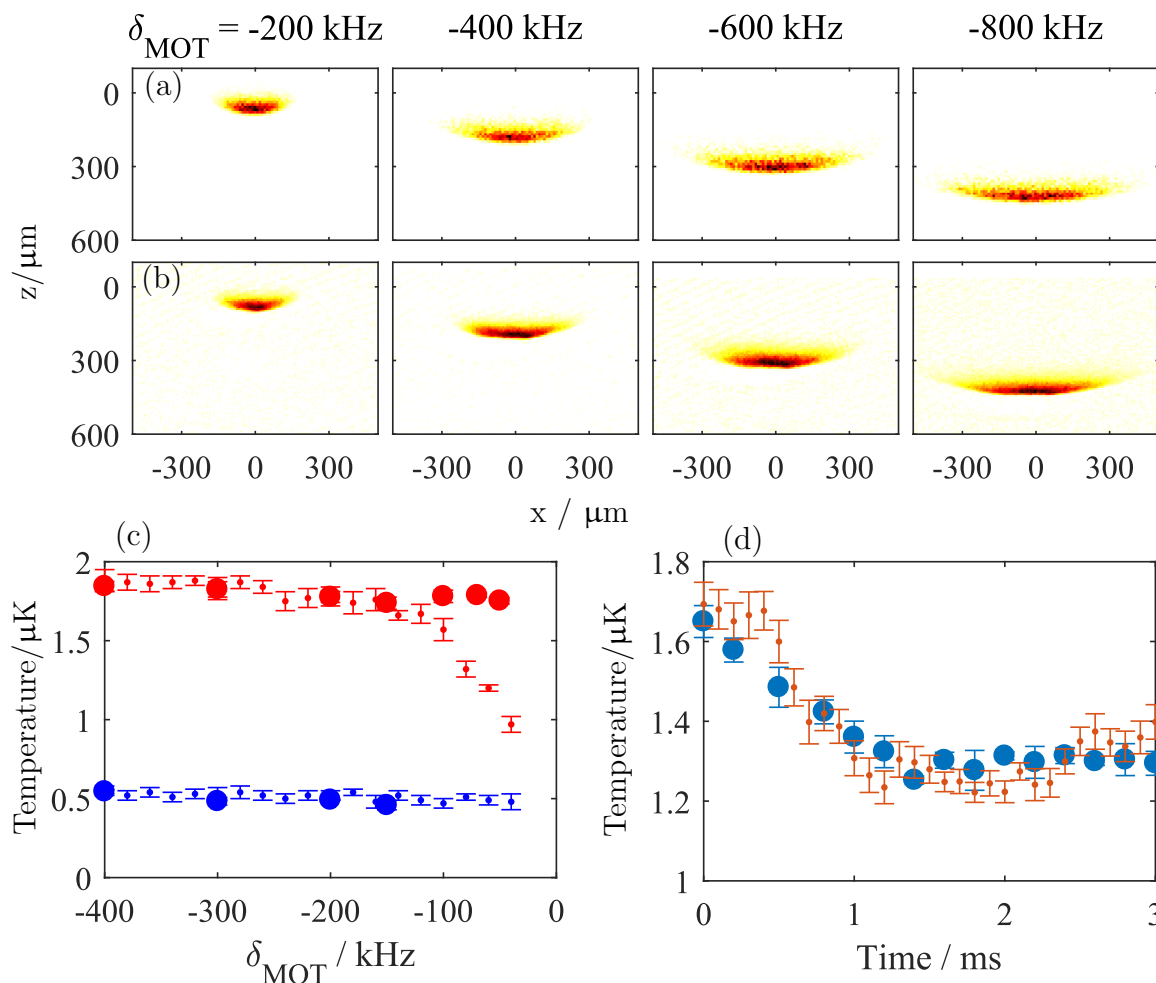 δMOT = -200 kHz -400 kHz -600 kHz -800 kHz
(a)
0
300
600
z/μm
(b)
0
300
600
-300 0 300 -300 0 300 -300 0 300 -300 0 300
x / μm
(c)
2
1.5
1
0.5
0
Temperature/μK
-400 -300 -200 -100 0
δMOT / kHz
(d)
1.8
1.6
1.4
1.2
1
Temperature/μK
0 1 2 3
Time / ms